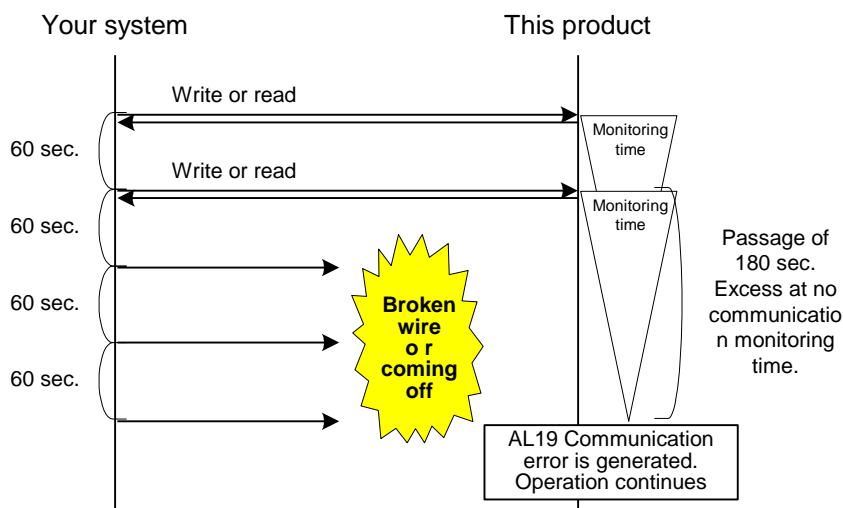 Your system
This product
Write or read
Monitoring
time
60 sec.
Write or read
Monitoring
time
60 sec.
Passage of
180 sec.
Excess at no
communicatio
n monitoring
time.
Broken
wire
o r
coming
off
60 sec.
60 sec.
AL19 Communication
error is generated.
Operation continues